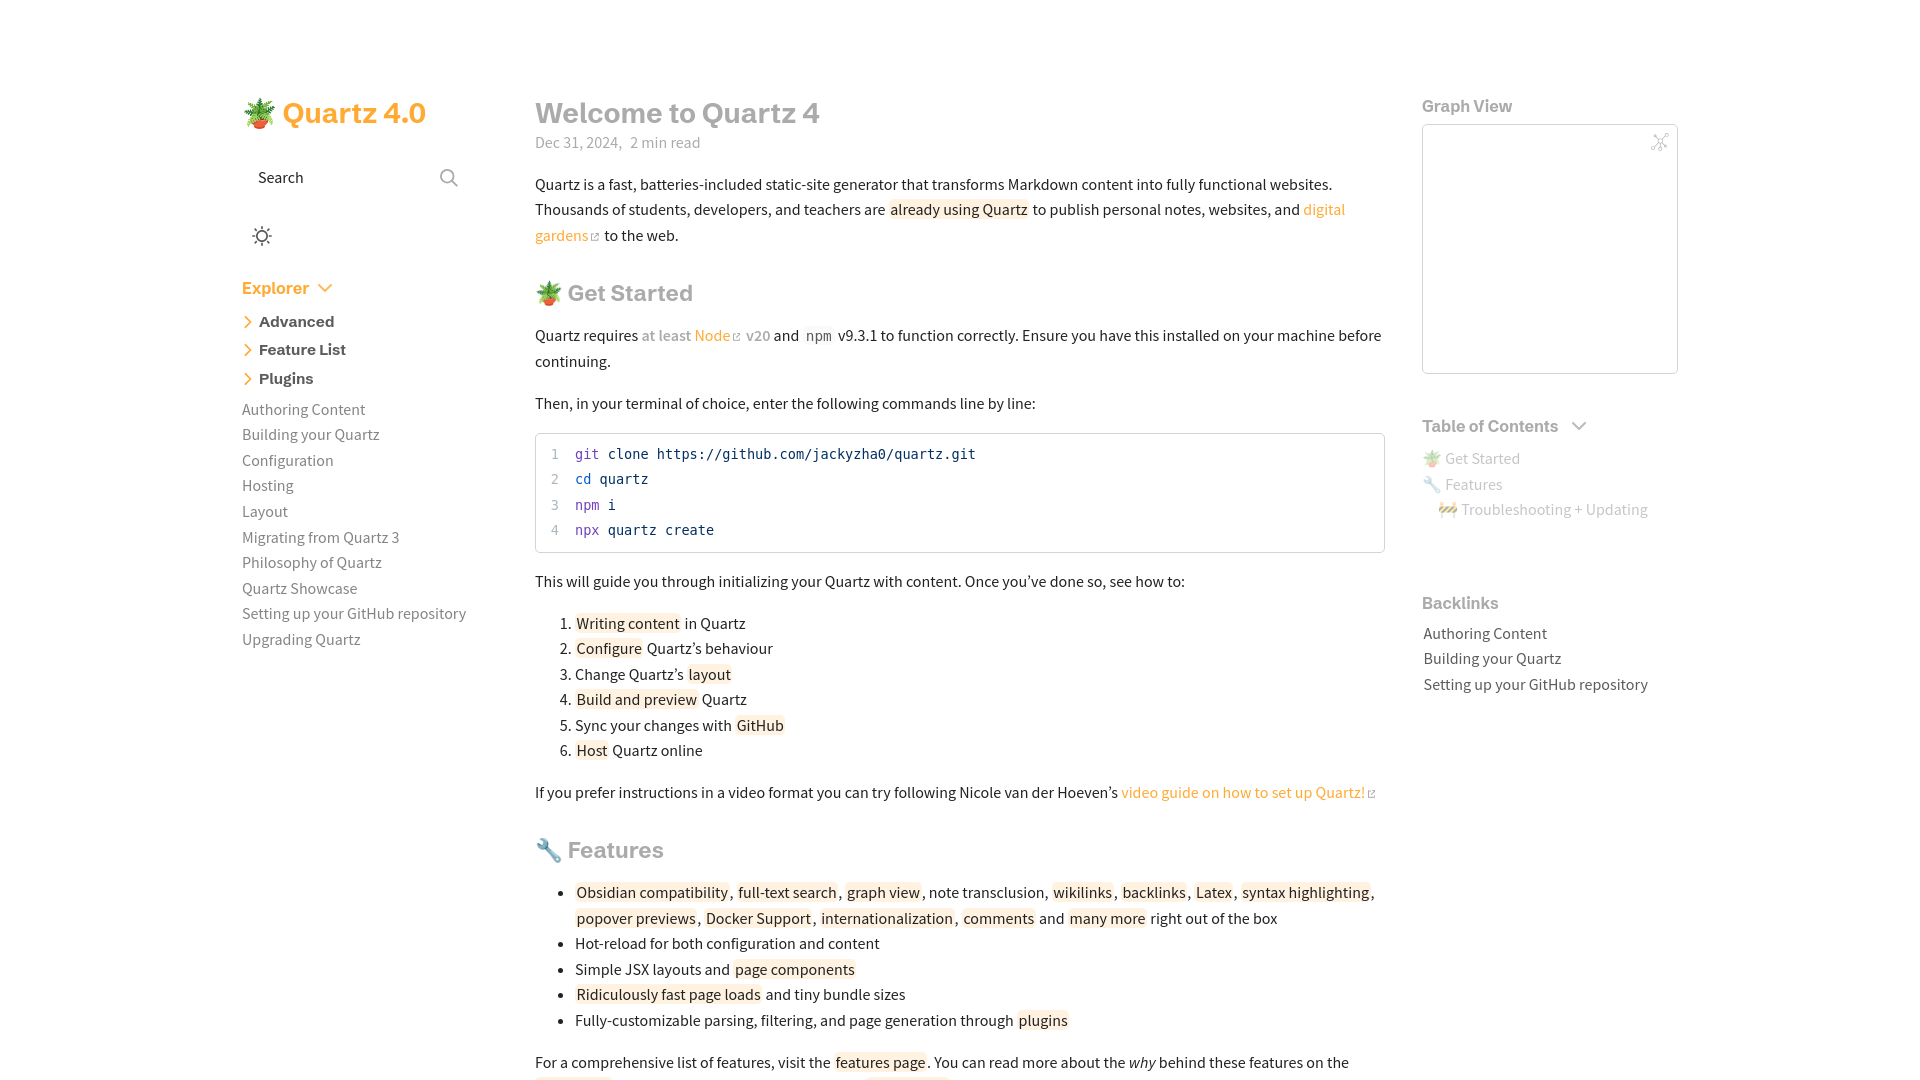 🪴 Quartz 4.0
Search
Explorer
Advanced
Feature List
Plugins
Authoring Content
Building your Quartz
Configuration
Hosting
Layout
Migrating from Quartz 3
Philosophy of Quartz
Quartz Showcase
Setting up your GitHub repository
Upgrading Quartz
Welcome to Quartz 4
Dec 31, 2024, 2 min read
Quartz is a fast, batteries-included static-site generator that transforms Markdown content into fully functional websites.
Thousands of students, developers, and teachers are already using Quartz to publish personal notes, websites, and digital
gardens to the web.
🪴 Get Started
Quartz requires at least Node v20 and npm v9.3.1 to function correctly. Ensure you have this installed on your machine before
continuing.
Then, in your terminal of choice, enter the following commands line by line:
1 git clone https://github.com/jackyzha0/quartz.git
2 cd quartz
3 npm i
4 npx quartz create
This will guide you through initializing your Quartz with content. Once you’ve done so, see how to:
1. Writing content in Quartz
2. Configure Quartz’s behaviour
3. Change Quartz’s layout
4. Build and preview Quartz
5. Sync your changes with GitHub
6. Host Quartz online
If you prefer instructions in a video format you can try following Nicole van der Hoeven’s video guide on how to set up Quartz!
🔧 Features
• Obsidian compatibility, full-text search, graph view, note transclusion, wikilinks, backlinks, Latex, syntax highlighting,
popover previews, Docker Support, internationalization, comments and many more right out of the box
• Hot-reload for both configuration and content
• Simple JSX layouts and page components
• Ridiculously fast page loads and tiny bundle sizes
• Fully-customizable parsing, filtering, and page generation through plugins
For a comprehensive list of features, visit the features page. You can read more about the why behind these features on the
Graph View
Table of Contents
🪴 Get Started
🔧 Features
🚧 Troubleshooting + Updating
Backlinks
Authoring Content
Building your Quartz
Setting up your GitHub repository